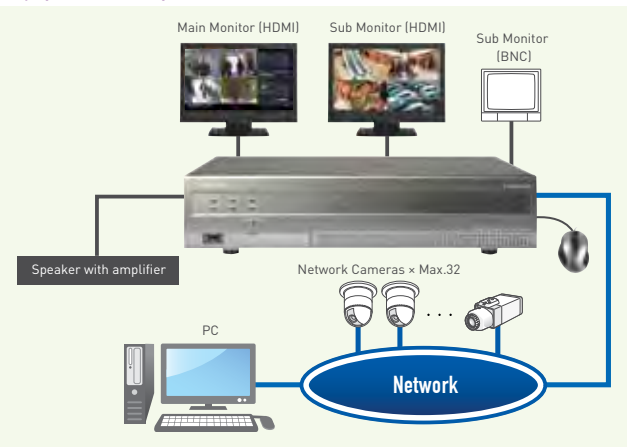 Main Monitor (HDMI)
Sub Monitor (HDMI)
Sub Monitor
(BNC)
Speaker with amplifier
Network Cameras × Max.32
. . .
PC
Network